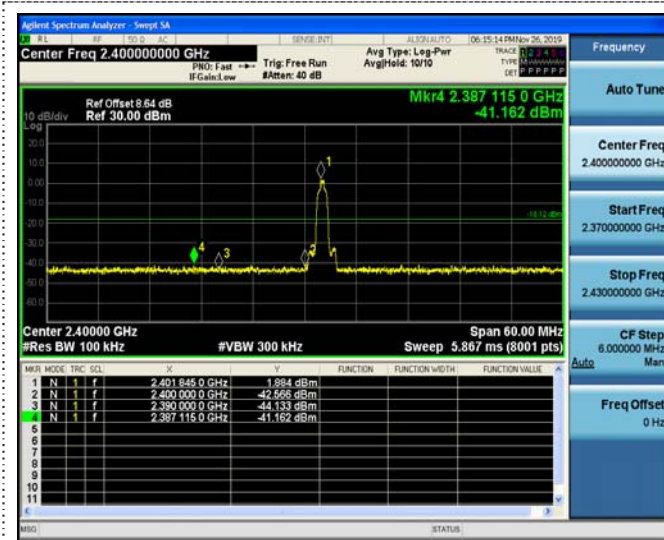 Agilent Spectrum Analyzer - Swept SA
RL RF 50 Ω AC SENSE:INT ALIGN AUTO 06:15:14 PM Nov 26, 2019
Center Freq 2.400000000 GHz
PNO: Fast
IFGain:Low
Trig: Free Run
#Atten: 40 dB
Avg Type: Log-Pwr
Avg|Hold: 10/10
TRACE 1 2 3 4 5 6
TYPE M
DET P P P P P P
Ref Offset 8.64 dB
Ref 30.00 dBm
10 dB/div
Log
Mkr4 2.387 115 0 GHz
-41.162 dBm
20.0
10.0
0.00
-10.0
-20.0
-30.0
-40.0
-50.0
-60.0
1
2
3
4
-18.12 dBm
Center 2.40000 GHz
#Res BW 100 kHz
#VBW 300 kHz
Span 60.00 MHz
Sweep 5.867 ms (8001 pts)
MKR MODE TRC SCL X Y FUNCTION FUNCTION WIDTH FUNCTION VALUE
1 N 1 f 2.401 845 0 GHz 1.884 dBm
2 N 1 f 2.400 000 0 GHz -42.566 dBm
3 N 1 f 2.390 000 0 GHz -44.133 dBm
4 N 1 f 2.387 115 0 GHz -41.162 dBm
5
6
7
8
9
10
11
MSG STATUS
Frequency
Auto Tune
Center Freq
2.400000000 GHz
Start Freq
2.370000000 GHz
Stop Freq
2.430000000 GHz
CF Step
6.000000 MHz
Auto Man
Freq Offset
0 Hz